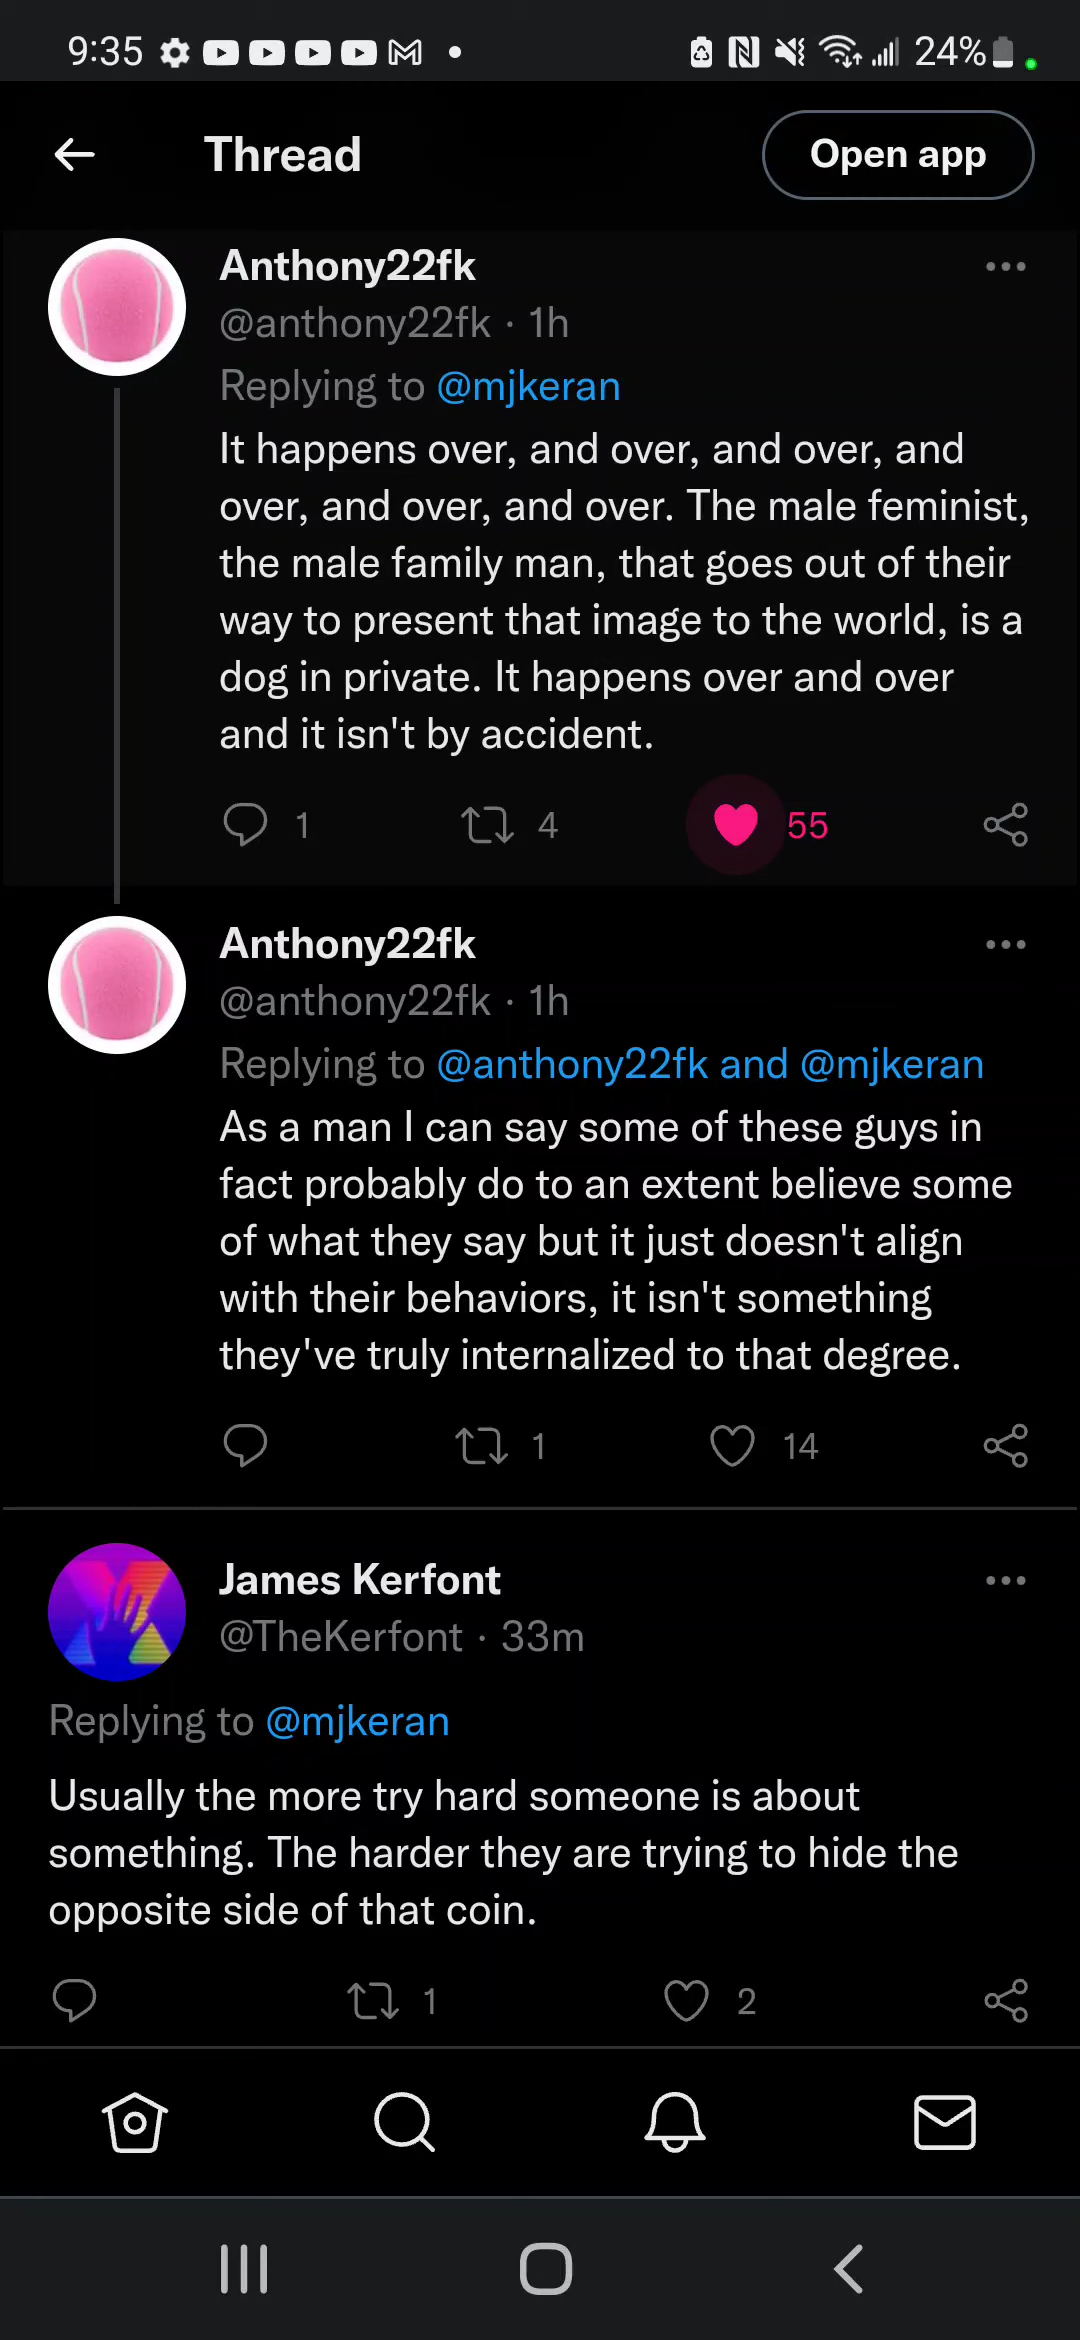 9:35
24%
Thread
Open app
Anthony22fk
@anthony22fk · 1h
Replying to @mjkeran
It happens over, and over, and over, and
over, and over, and over. The male feminist,
the male family man, that goes out of their
way to present that image to the world, is a
dog in private. It happens over and over
and it isn't by accident.
1 4 55
Anthony22fk
@anthony22fk · 1h
Replying to @anthony22fk and @mjkeran
As a man I can say some of these guys in
fact probably do to an extent believe some
of what they say but it just doesn't align
with their behaviors, it isn't something
they've truly internalized to that degree.
1 14
James Kerfont
@TheKerfont · 33m
Replying to @mjkeran
Usually the more try hard someone is about
something. The harder they are trying to hide the
opposite side of that coin.
1 2